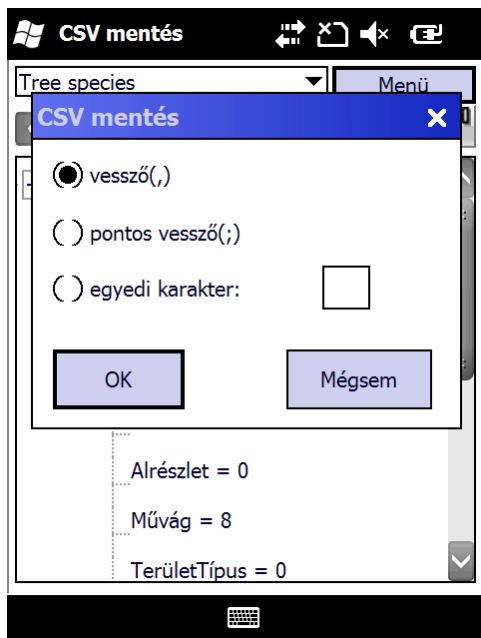 CSV mentés
Tree species
Menü
CSV mentés
vessző(,)
pontos vessző(;)
egyedi karakter:
OK
Mégsem
Alrészlet = 0
Művág = 8
TerületTípus = 0